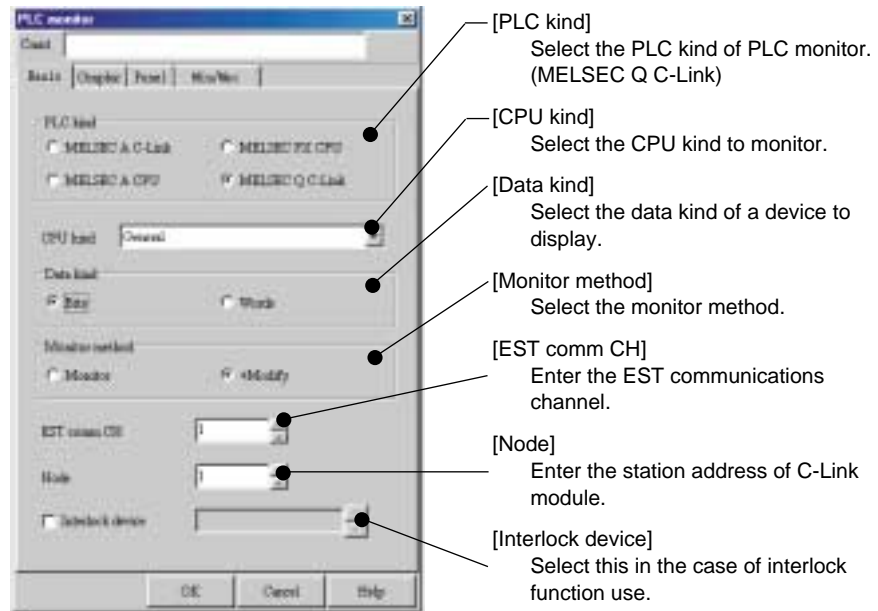 PLC monitor
Basic Graphic Panel
PLC kind
MELSEC A C-Link MELSEC FX CPU
MELSEC A CPU MELSEC Q C-Link
CPU kind General
Data kind
Bits Words
Monitor method
Monitor +Modify
EST comm CH 1
Node 1
Interlock device
OK Cancel Help
[PLC kind]
Select the PLC kind of PLC monitor.
(MELSEC Q C-Link)
[CPU kind]
Select the CPU kind to monitor.
[Data kind]
Select the data kind of a device to
display.
[Monitor method]
Select the monitor method.
[EST comm CH]
Enter the EST communications
channel.
[Node]
Enter the station address of C-Link
module.
[Interlock device]
Select this in the case of interlock
function use.